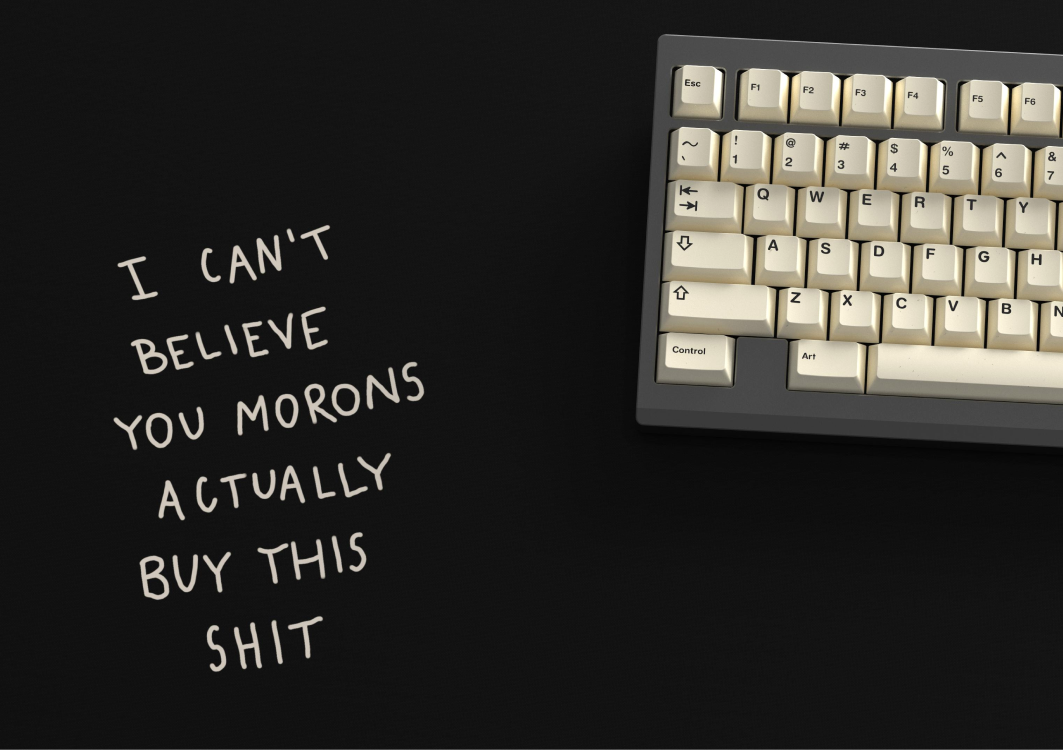 I CAN'T
BELIEVE
YOU MORONS
ACTUALLY
BUY THIS
SHIT
Esc F1 F2 F3 F4 F5 F6
~ ! @ # $ % ^ &
` 1 2 3 4 5 6 7
Q W E R T Y
A S D F G H
Z X C V B N
Control Art